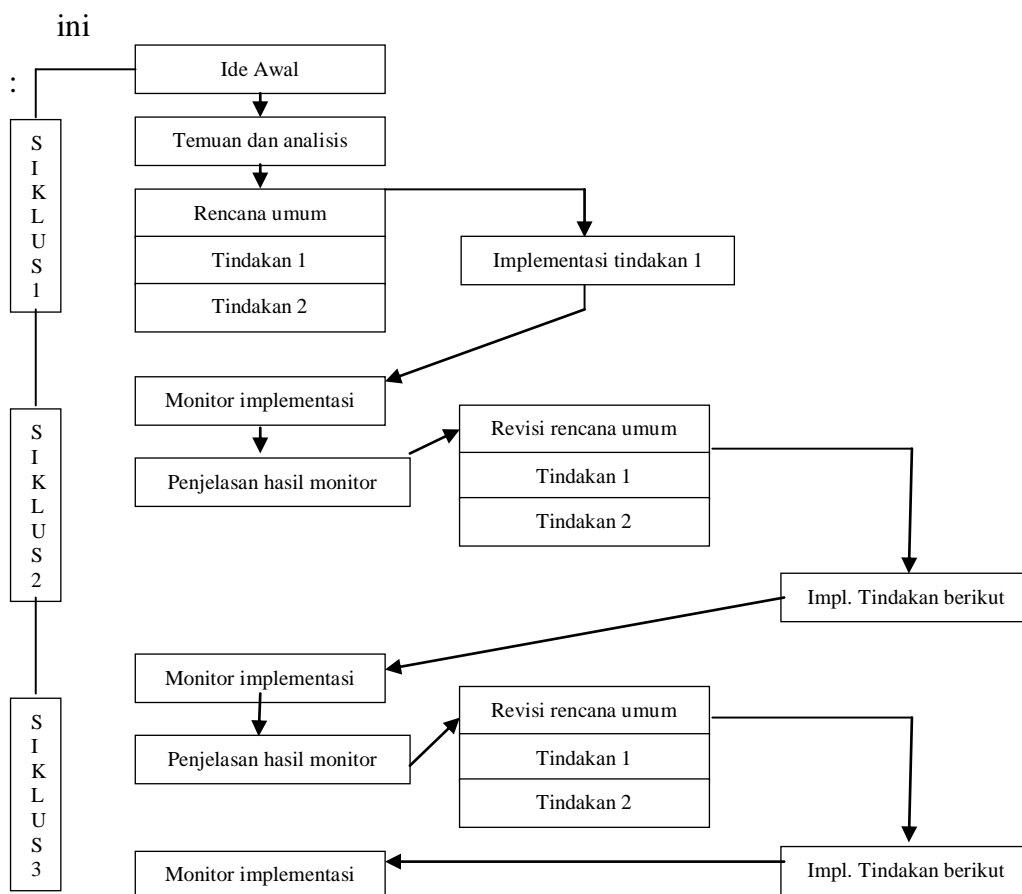 ini
:
Ide Awal
Temuan dan analisis
Rencana umum
Tindakan 1
Tindakan 2
Implementasi tindakan 1
S
I
K
L
U
S
1
Monitor implementasi
Penjelasan hasil monitor
Revisi rencana umum
Tindakan 1
Tindakan 2
Impl. Tindakan berikut
S
I
K
L
U
S
2
Monitor implementasi
Penjelasan hasil monitor
Revisi rencana umum
Tindakan 1
Tindakan 2
Impl. Tindakan berikut
S
I
K
L
U
S
3
Monitor implementasi